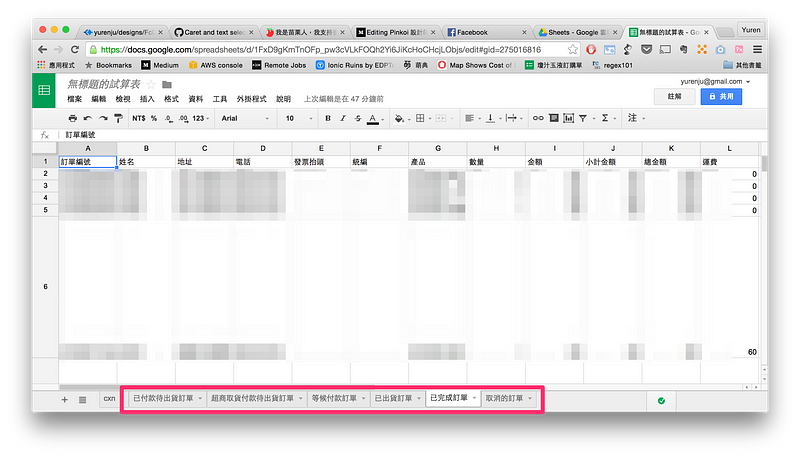 yurenju/designs/Fold
Caret and text selec
我是苗栗人，我支持
Editing Pinkoi 設計
Facebook
Sheets - Google
無標題的試算表 - Go
Yuren
https://docs.google.com/spreadsheets/d/1FxD9gKmTnOFp_pw3cVLkFOQh2Yi6JiKcHoCHcjLObjs/edit#gid=275016816
應用程式 Bookmarks Medium AWS console Remote Jobs Ionic Ruins by EDPT 萌典 Map Shows Cost of 瓊汁玉液訂購單 regex101 其他書籤
無標題的試算表
yurenju@gmail.com
檔案 編輯 檢視 插入 格式 資料 工具 外掛程式 說明 上次編輯是在 47 分鐘前
註解 共用
NT$ % .0 .00 123 Arial 10 B I S A Σ 注
fx 訂單編號
A B C D E F G H I J K L
1 訂單編號 姓名 地址 電話 發票抬頭 統編 產品 數量 金額 小計金額 總金額 運費
2 0
3 0
4 0
5 0
6 60
已付款待出貨訂單 超商取貨付款待出貨訂單 等候付款訂單 已出貨訂單 已完成訂單 取消的訂單